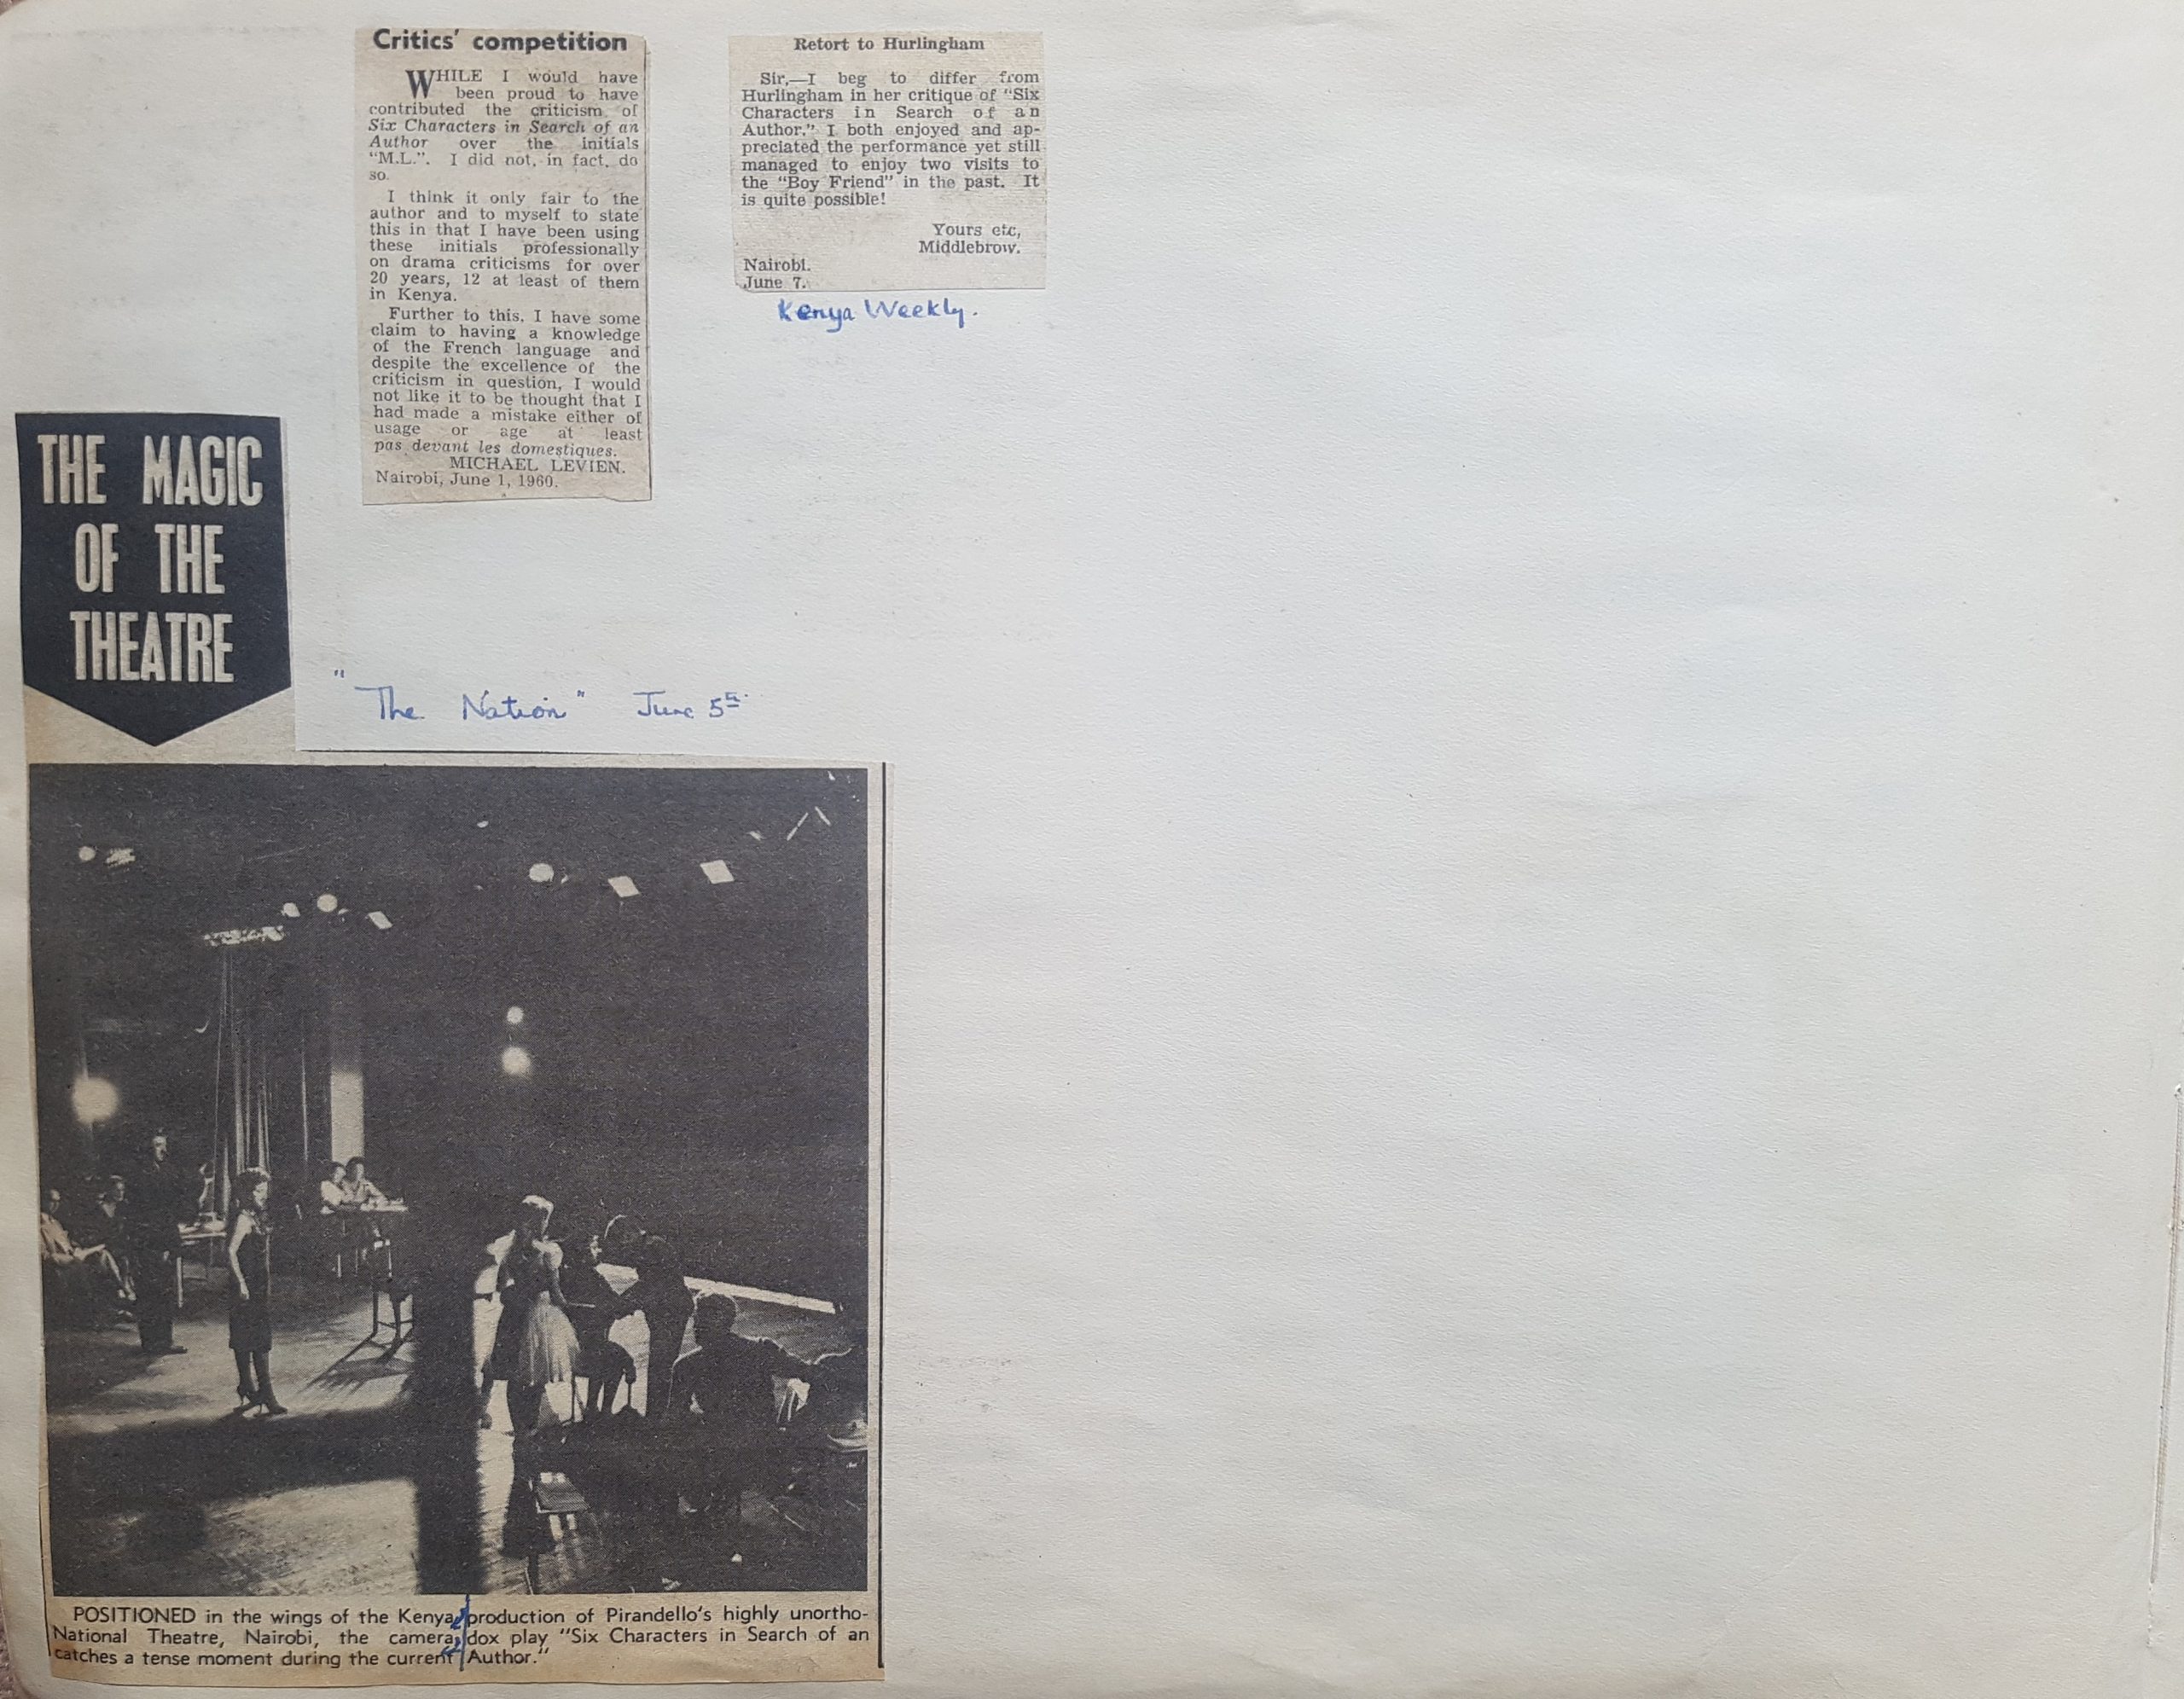 Critics' competition
WHILE I would have
been proud to have
contributed the criticism of
Six Characters in Search of an
Author over the initials
"M.L.". I did not, in fact, do
so.
I think it only fair to the
author and to myself to state
this in that I have been using
these initials professionally
on drama criticisms for over
20 years, 12 at least of them
in Kenya.
Further to this, I have some
claim to having a knowledge
of the French language and
despite the excellence of the
criticism in question, I would
not like it to be thought that I
had made a mistake either of
usage or age at least
pas devant les domestiques.
MICHAEL LEVIEN.
Nairobi, June 1, 1960.
Retort to Hurlingham
Sir,—I beg to differ from
Hurlingham in her critique of "Six
Characters in Search of an
Author." I both enjoyed and ap-
preciated the performance yet still
managed to enjoy two visits to
the "Boy Friend" in the past. It
is quite possible!
Yours etc,
Middlebrow.
Nairobi.
June 7.
Kenya Weekly.
THE MAGIC
OF THE
THEATRE
"The Nation" June 5th
POSITIONED in the wings of the Kenya
National Theatre, Nairobi, the camera
catches a tense moment during the current
production of Pirandello's highly unortho-
dox play "Six Characters in Search of an
Author."